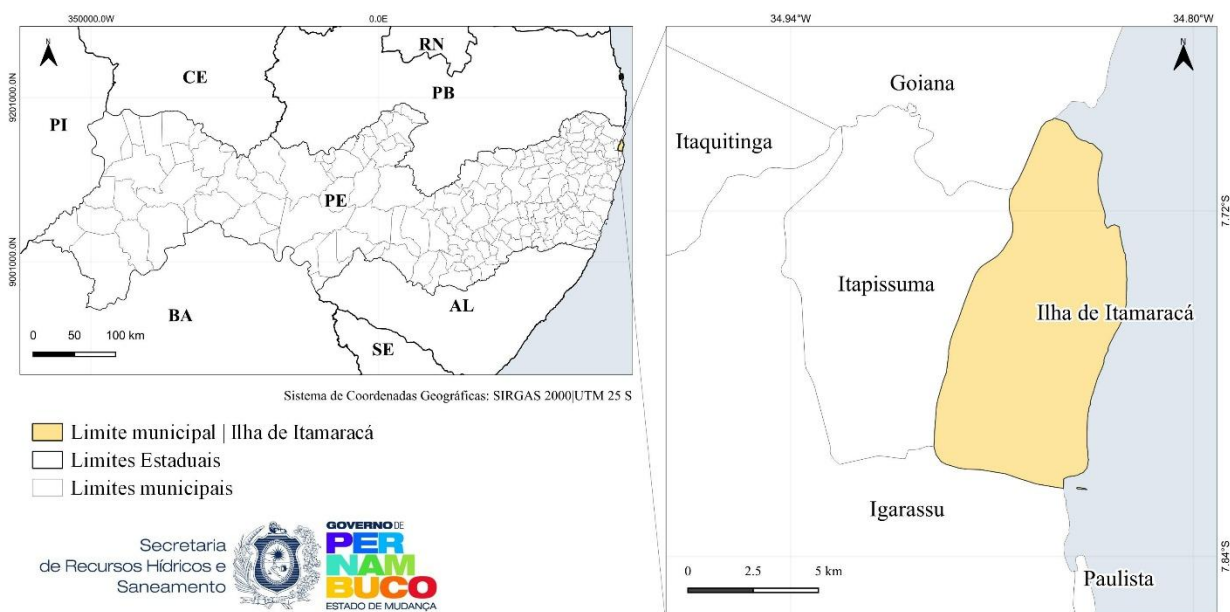 350000.0W
0.0E
N
RN
CE
PB
PI
9201000.0N
PE
9001000.0N
BA
AL
SE
0 50 100 km
Sistema de Coordenadas Geográficas: SIRGAS 2000|UTM 25 S
Limite municipal | Ilha de Itamaracá
Limites Estaduais
Limites municipais
Secretaria
de Recursos Hídricos e
Saneamento
GOVERNO DE
PER
NAM
BUCO
ESTADO DE MUDANÇA
34.94°W
34.80°W
N
Goiana
Itaquitinga
7.72°S
Itapissuma
Ilha de Itamaracá
Igarassu
7.84°S
Paulista
0 2.5 5 km